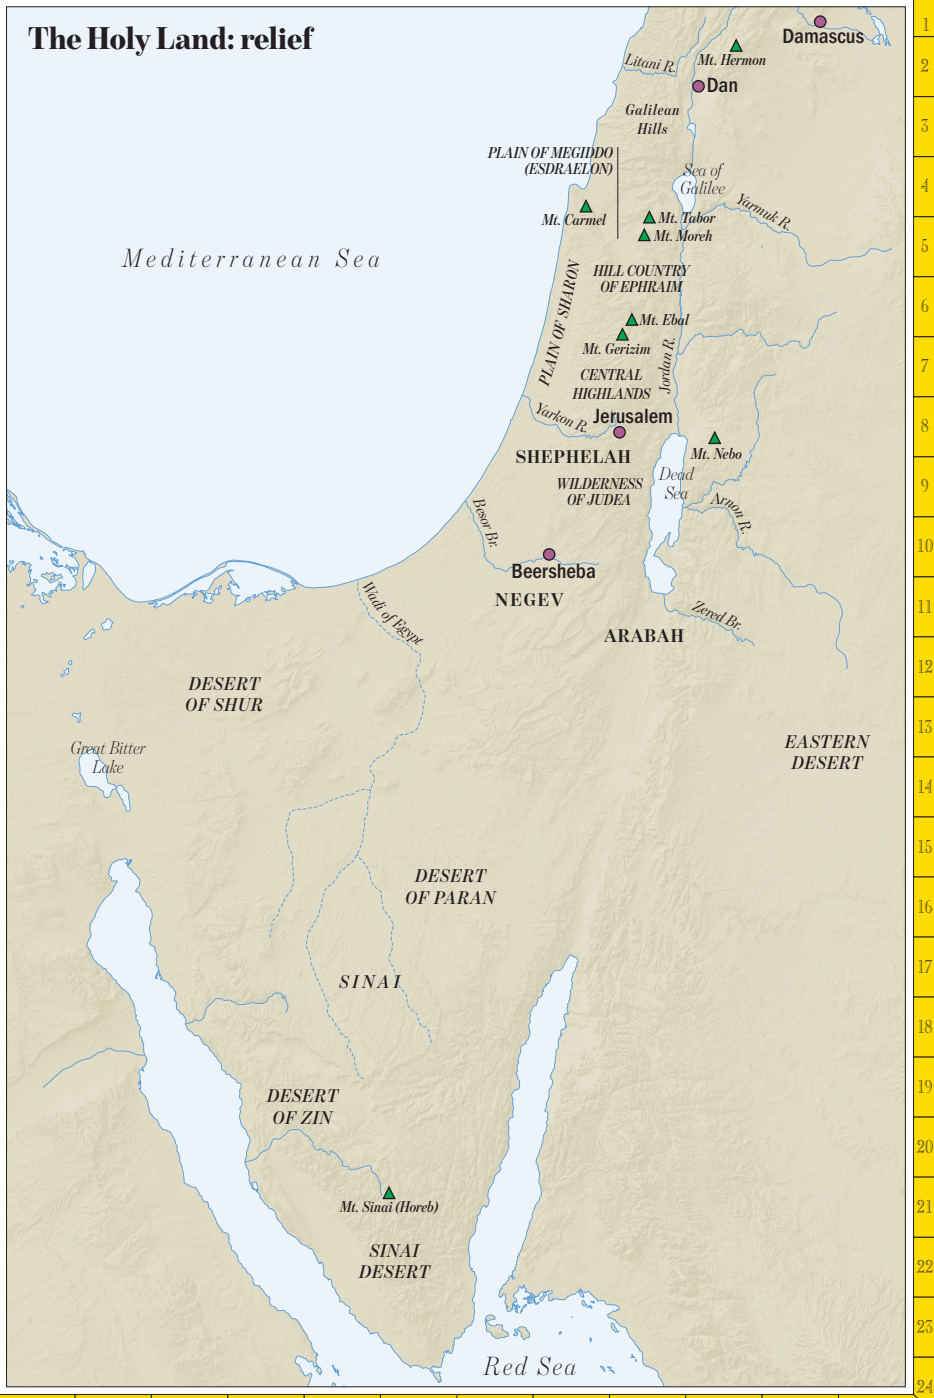 The Holy Land: relief
Damascus
Mt. Hermon
Litani R.
Dan
Galilean
Hills
PLAIN OF MEGIDDO
(ESDRAELON)
Sea of
Galilee
Mt. Carmel
Mt. Tabor
Mt. Moreh
Yarmuk R.
Mediterranean Sea
HILL COUNTRY
OF EPHRAIM
PLAIN OF SHARON
Mt. Ebal
Mt. Gerizim
Jordan R.
CENTRAL
HIGHLANDS
Yarkon R.
Jerusalem
SHEPHELAH
Mt. Nebo
Dead
Sea
WILDERNESS
OF JUDEA
Arnon R.
Besor Br.
Beersheba
NEGEV
Wadi of Egypt
Zered Br.
ARABAH
DESERT
OF SHUR
EASTERN
DESERT
Great Bitter
Lake
DESERT
OF PARAN
SINAI
DESERT
OF ZIN
Mt. Sinai (Horeb)
SINAI
DESERT
Red Sea
1
2
3
4
5
6
7
8
9
10
11
12
13
14
15
16
17
18
19
20
21
22
23
24